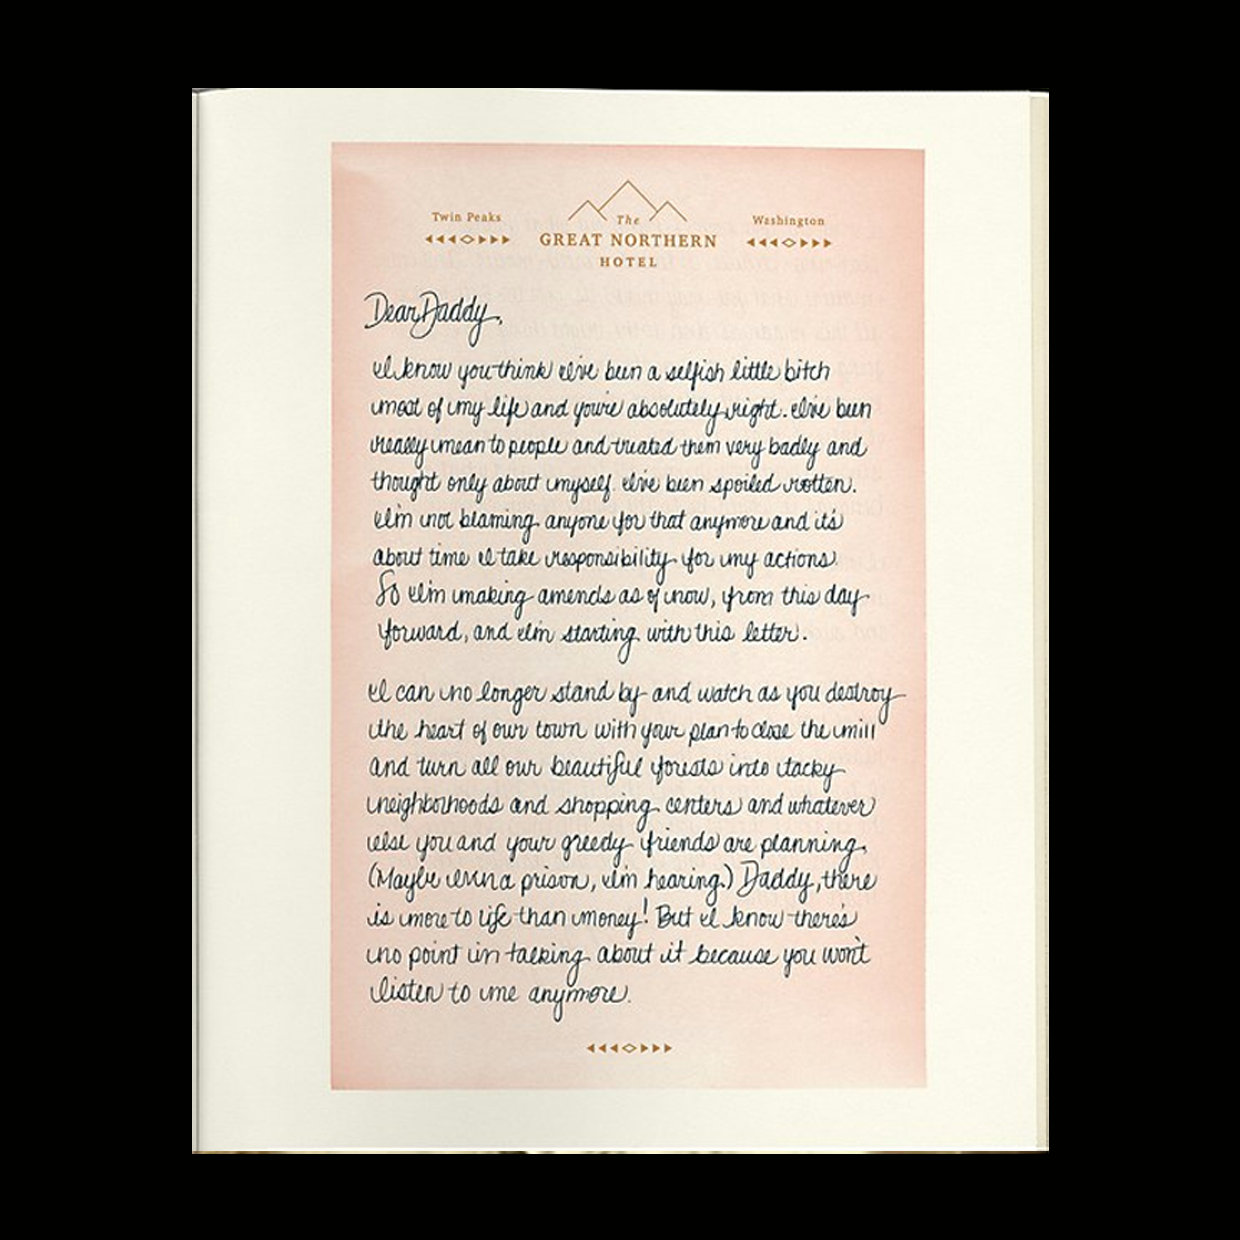 Twin Peaks
The
Washington
GREAT NORTHERN
HOTEL
Dear Daddy,
I know you think I've been a selfish little bitch
most of my life and you're absolutely right. I've been
really mean to people and treated them very badly and
thought only about myself. I've been spoiled rotten.
I'm not blaming anyone for that anymore and it's
about time I take responsibility for my actions.
So I'm making amends as of now, from this day
forward, and I'm starting with this letter.
I can no longer stand by and watch as you destroy
the heart of our town with your plan to close the mill
and turn all our beautiful forests into tacky
neighborhoods and shopping centers and whatever
else you and your greedy friends are planning.
(Maybe even a prison, I'm hearing.) Daddy, there
is more to life than money! But I know there's
no point in talking about it because you won't
listen to me anymore.